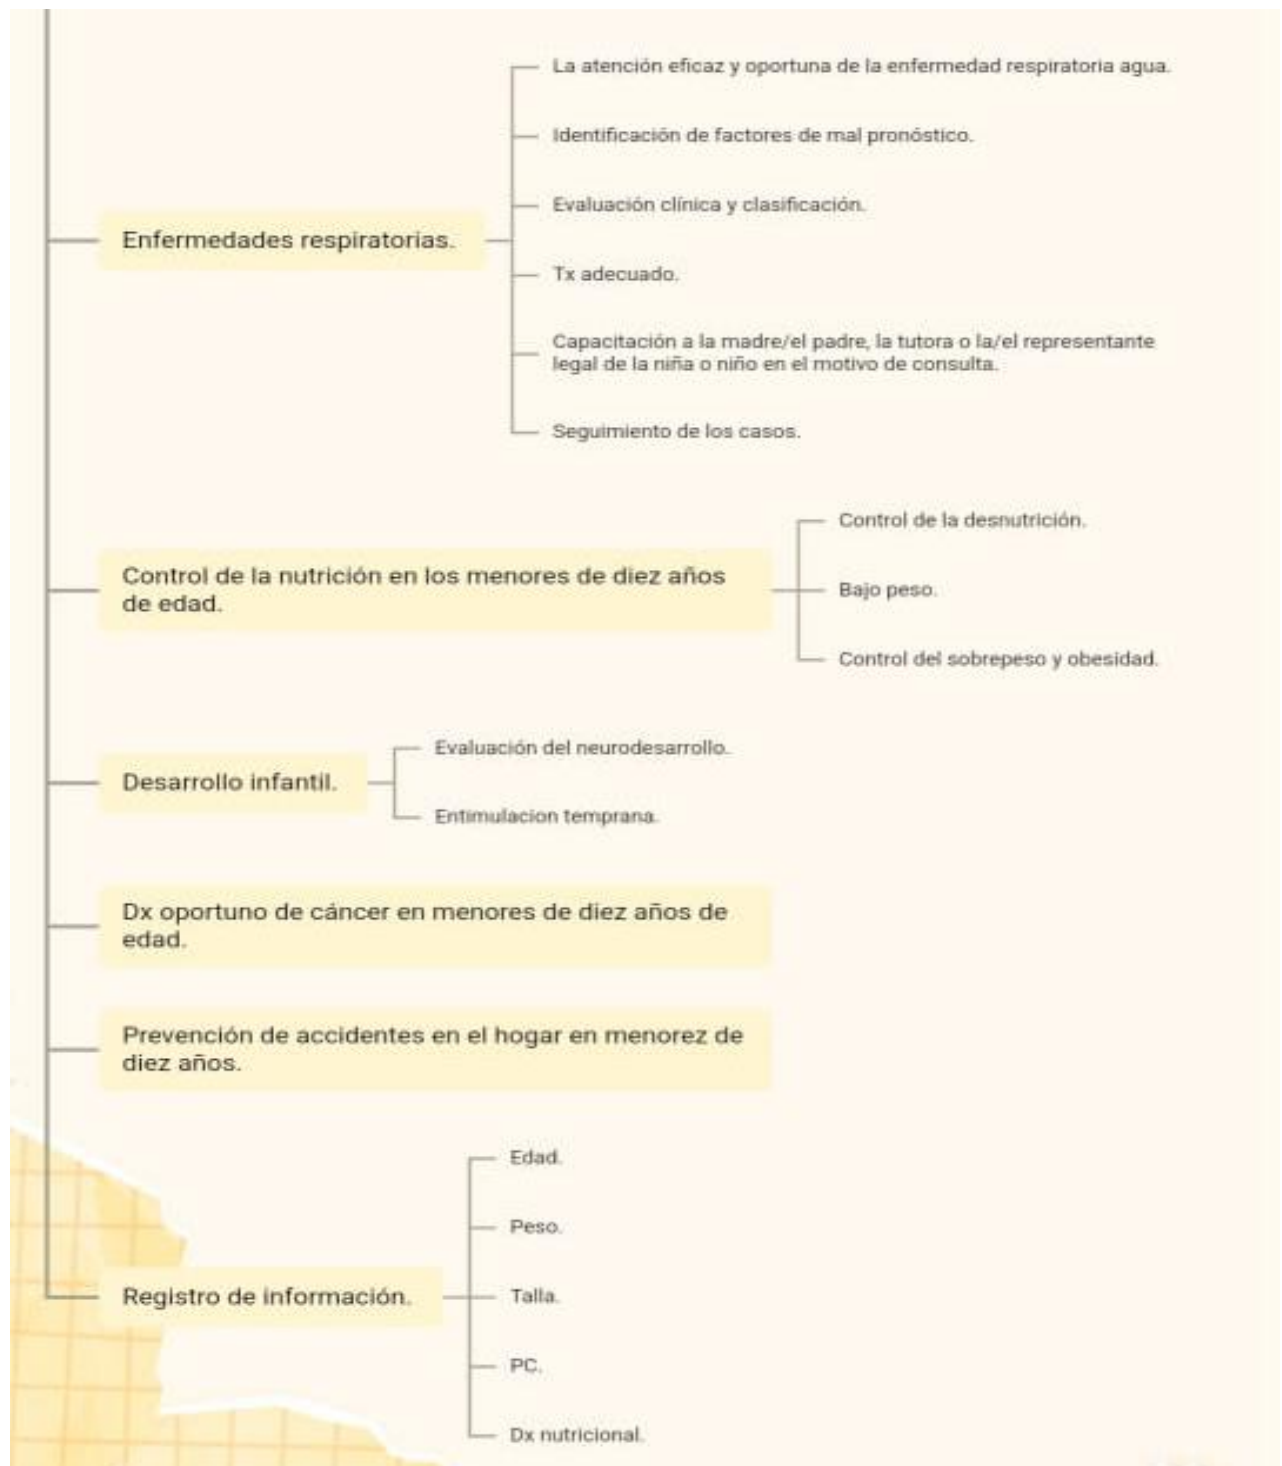 La atención eficaz y oportuna de la enfermedad respiratoria agua.
Identificación de factores de mal pronóstico.
Evaluación clínica y clasificación.
Enfermedades respiratorias.
Tx adecuado.
Capacitación a la madre/el padre, la tutora o la/el representante
legal de la niña o niño en el motivo de consulta.
Seguimiento de los casos.
Control de la nutrición en los menores de diez años
de edad.
Control de la desnutrición.
Bajo peso.
Control del sobrepeso y obesidad.
Desarrollo infantil.
Evaluación del neurodesarrollo.
Entimulacion temprana.
Dx oportuno de cáncer en menores de diez años de
edad.
Prevención de accidentes en el hogar en menorez de
diez años.
Registro de información.
Edad.
Peso.
Talla.
PC.
Dx nutricional.